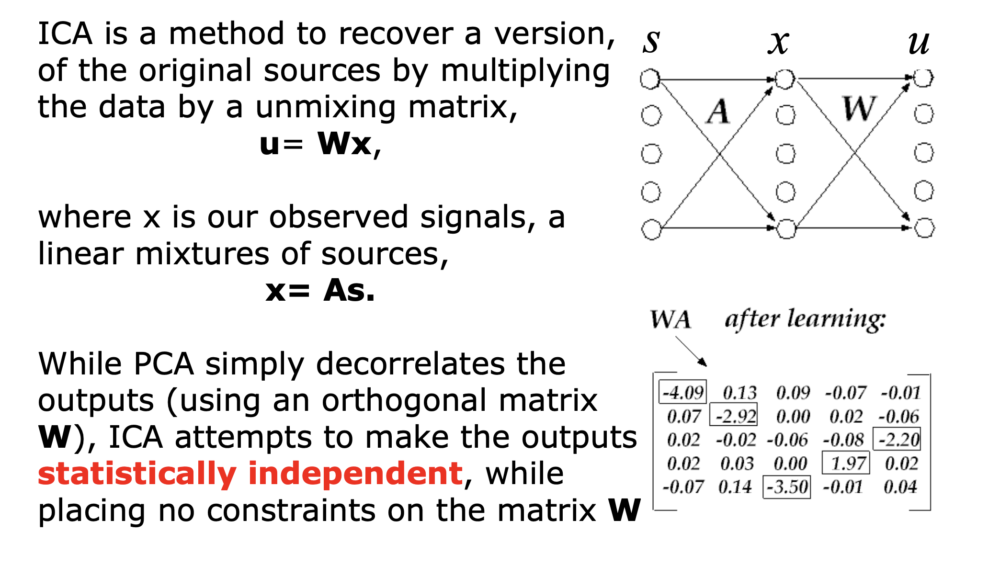 ICA is a method to recover a version,
of the original sources by multiplying
the data by a unmixing matrix,
u= Wx,
where x is our observed signals, a
linear mixtures of sources,
x= As.
While PCA simply decorrelates the
outputs (using an orthogonal matrix
W), ICA attempts to make the outputs
statistically independent, while
placing no constraints on the matrix W
s x u
A W
WA after learning:
-4.09 0.13 0.09 -0.07 -0.01
0.07 -2.92 0.00 0.02 -0.06
0.02 -0.02 -0.06 -0.08 -2.20
0.02 0.03 0.00 1.97 0.02
-0.07 0.14 -3.50 -0.01 0.04